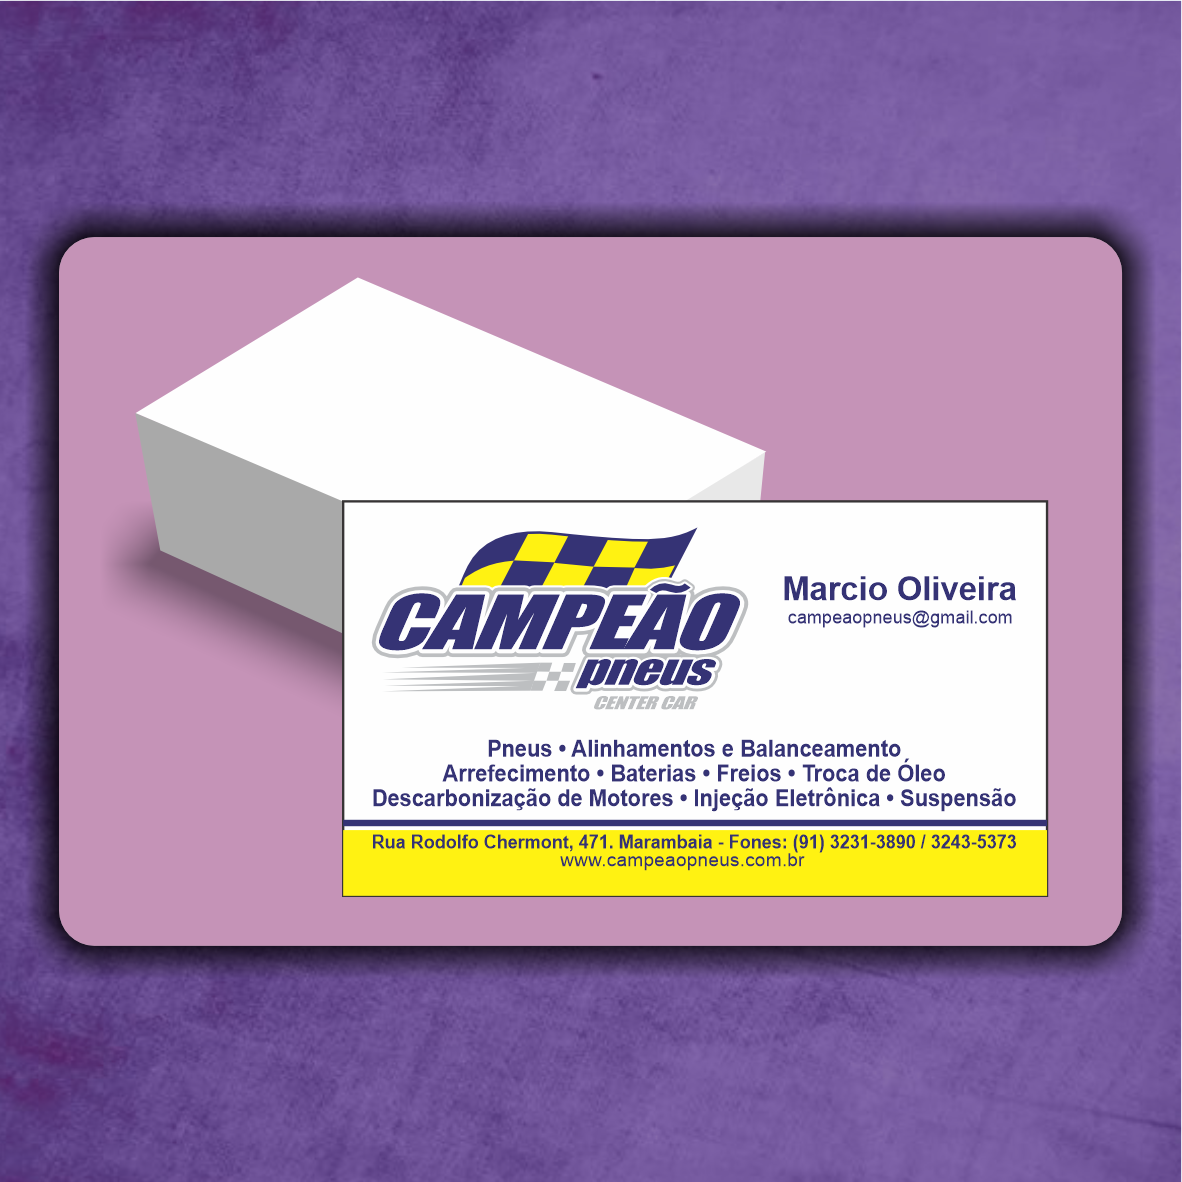 CAMPEÃO
pneus
CENTER CAR
Marcio Oliveira
campeaopneus@gmail.com
Pneus • Alinhamentos e Balanceamento
Arrefecimento • Baterias • Freios • Troca de Óleo
Descarbonização de Motores • Injeção Eletrônica • Suspensão
Rua Rodolfo Chermont, 471. Marambaia - Fones: (91) 3231-3890 / 3243-5373
www.campeaopneus.com.br